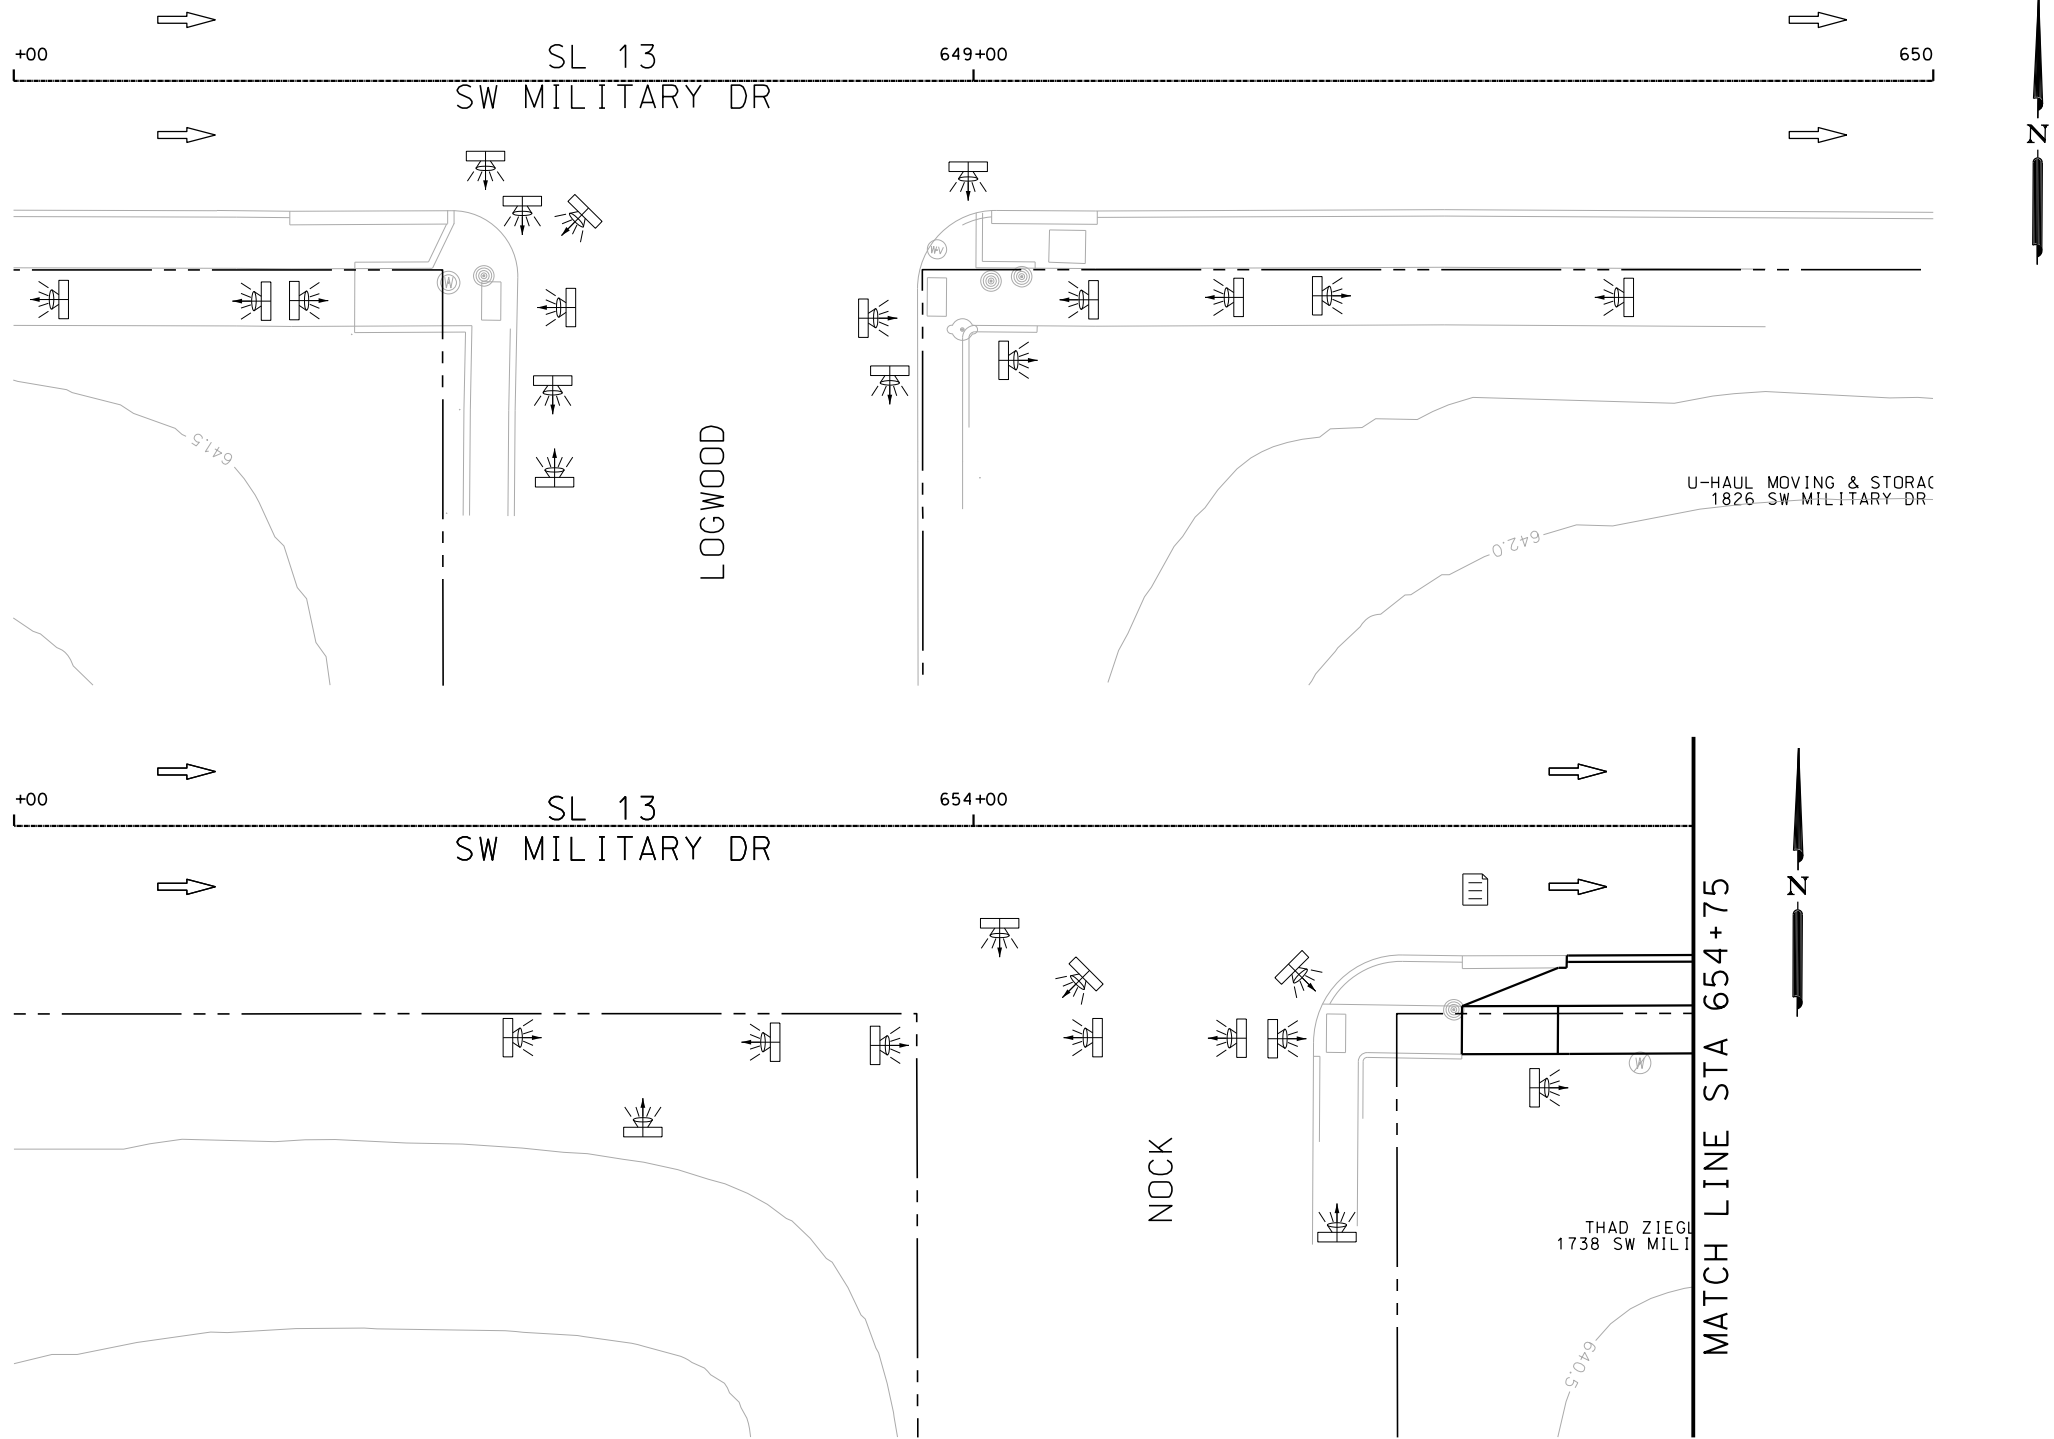 +00
SL 13
649+00
650
SW MILITARY DR
N
W
W-V
641.5
LOGWOOD
U-HAUL MOVING & STORAG
1826 SW MILITARY DR
642.0
+00
SL 13
654+00
SW MILITARY DR
N
W
NOCK
MATCH LINE STA 654+75
THAD ZIEGL
1738 SW MILI
640.5